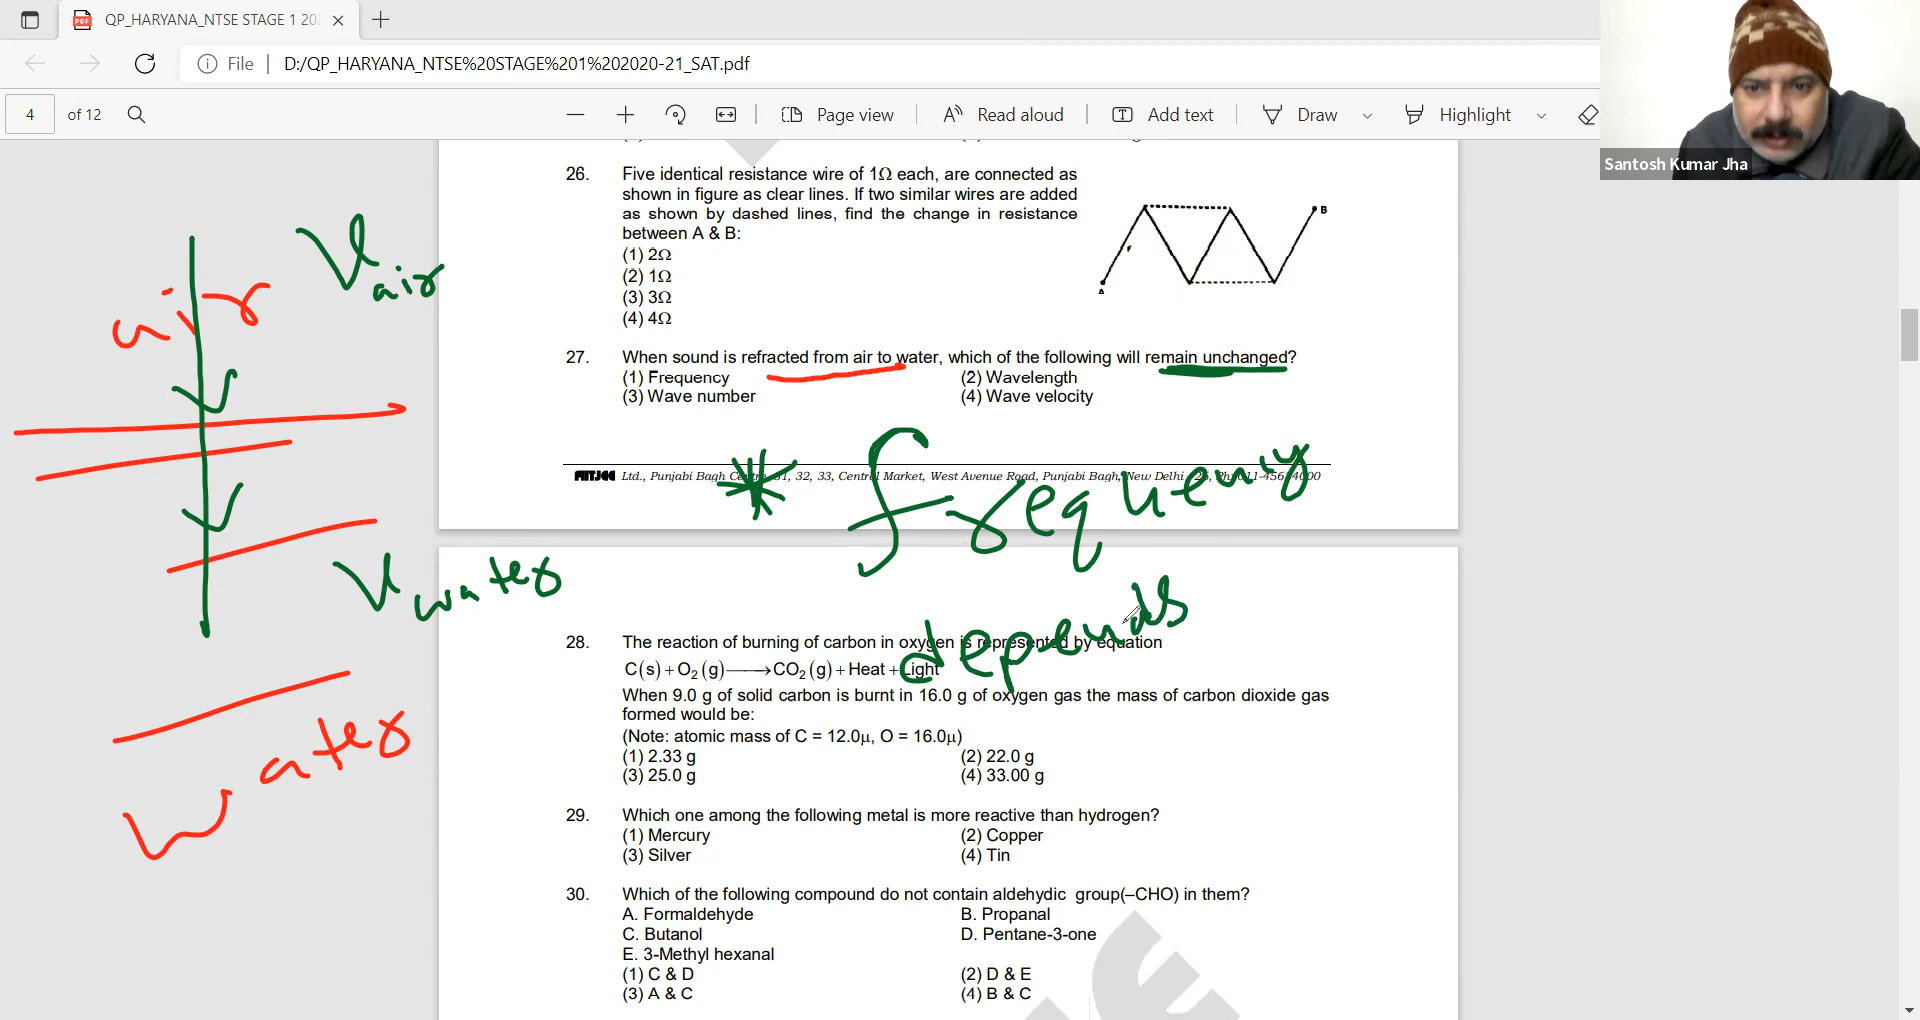 QP_HARYANA_NTSE STAGE 1 20
File
D:/QP_HARYANA_NTSE%20STAGE%201%202020-21_SAT.pdf
4 of 12
Page view
Read aloud
Add text
Draw
Highlight
Santosh Kumar Jha
26. Five identical resistance wire of 1Ω each, are connected as
shown in figure as clear lines. If two similar wires are added
as shown by dashed lines, find the change in resistance
between A & B:
(1) 2Ω
(2) 1Ω
(3) 3Ω
(4) 4Ω
A
B
27. When sound is refracted from air to water, which of the following will remain unchanged?
(1) Frequency (2) Wavelength
(3) Wave number (4) Wave velocity
FIITJEE Ltd., Punjabi Bagh Centre, 31, 32, 33, Central Market, West Avenue Road, Punjabi Bagh, New Delhi
air
V air
V water
water
* frequency
depends
28. The reaction of burning of carbon in oxygen is represented by equation
C(s)+O₂(g)⟶CO₂(g)+Heat+Light
When 9.0 g of solid carbon is burnt in 16.0 g of oxygen gas the mass of carbon dioxide gas
formed would be:
(Note: atomic mass of C = 12.0μ, O = 16.0μ)
(1) 2.33 g (2) 22.0 g
(3) 25.0 g (4) 33.00 g
29. Which one among the following metal is more reactive than hydrogen?
(1) Mercury (2) Copper
(3) Silver (4) Tin
30. Which of the following compound do not contain aldehydic group(–CHO) in them?
A. Formaldehyde B. Propanal
C. Butanol D. Pentane-3-one
E. 3-Methyl hexanal
(1) C & D (2) D & E
(3) A & C (4) B & C